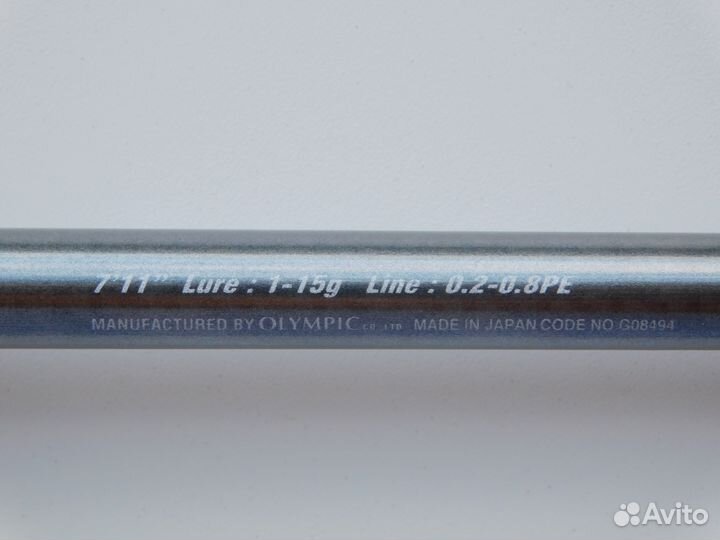 7"11" Lure : 1-15g Line : 0.2-0.8PE
MANUFACTURED BY OLYMPIC CO. LTD. MADE IN JAPAN CODE NO G08494
Avito